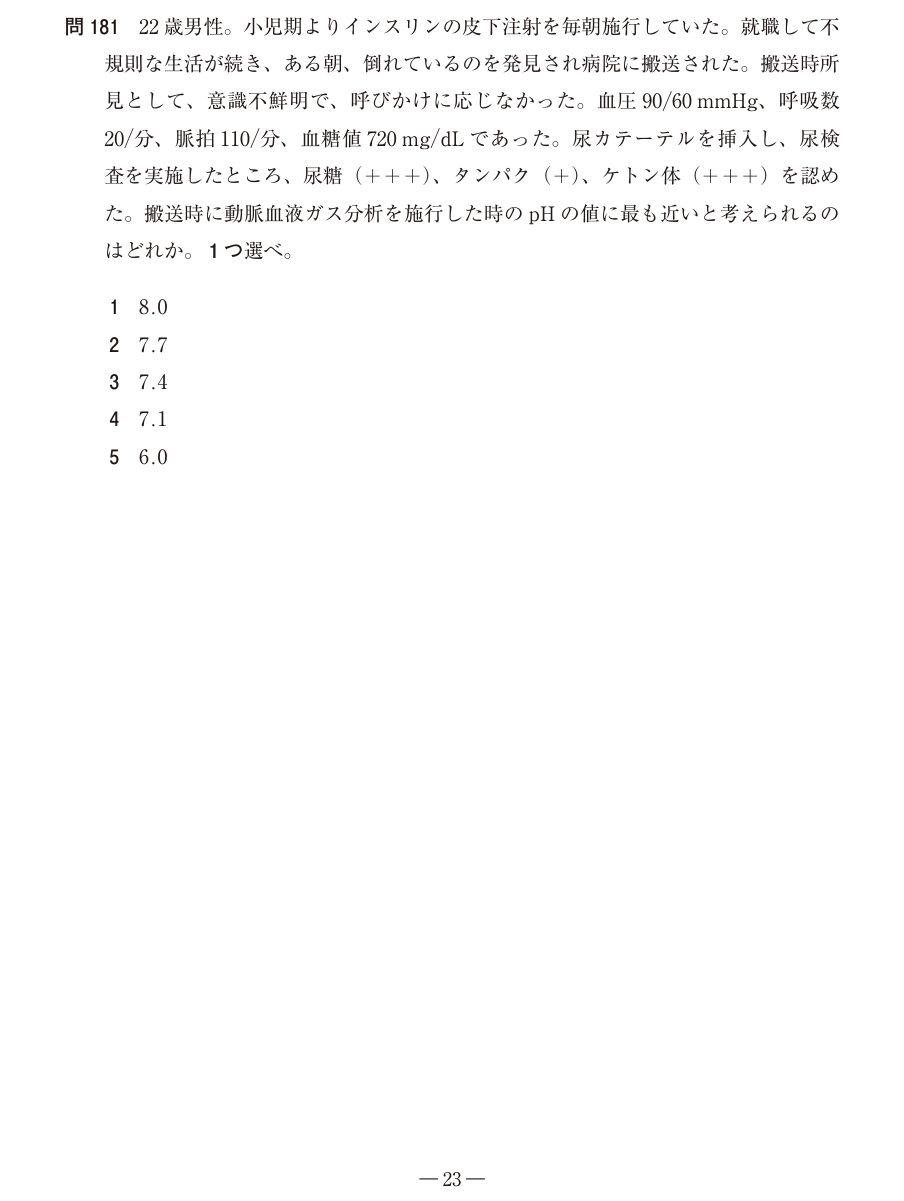 問 181　22 歳男性。小児期よりインスリンの皮下注射を毎朝施行していた。就職して不
規則な生活が続き、ある朝、倒れているのを発見され病院に搬送された。搬送時所
見として、意識不鮮明で、呼びかけに応じなかった。血圧 90/60 mmHg、呼吸数
20/分、脈拍 110/分、血糖値 720 mg/dL であった。尿カテーテルを挿入し、尿検
査を実施したところ、尿糖（＋＋＋）、タンパク（＋）、ケトン体（＋＋＋）を認め
た。搬送時に動脈血液ガス分析を施行した時の pH の値に最も近いと考えられるの
はどれか。1 つ選べ。
1　8.0
2　7.7
3　7.4
4　7.1
5　6.0
— 23 —